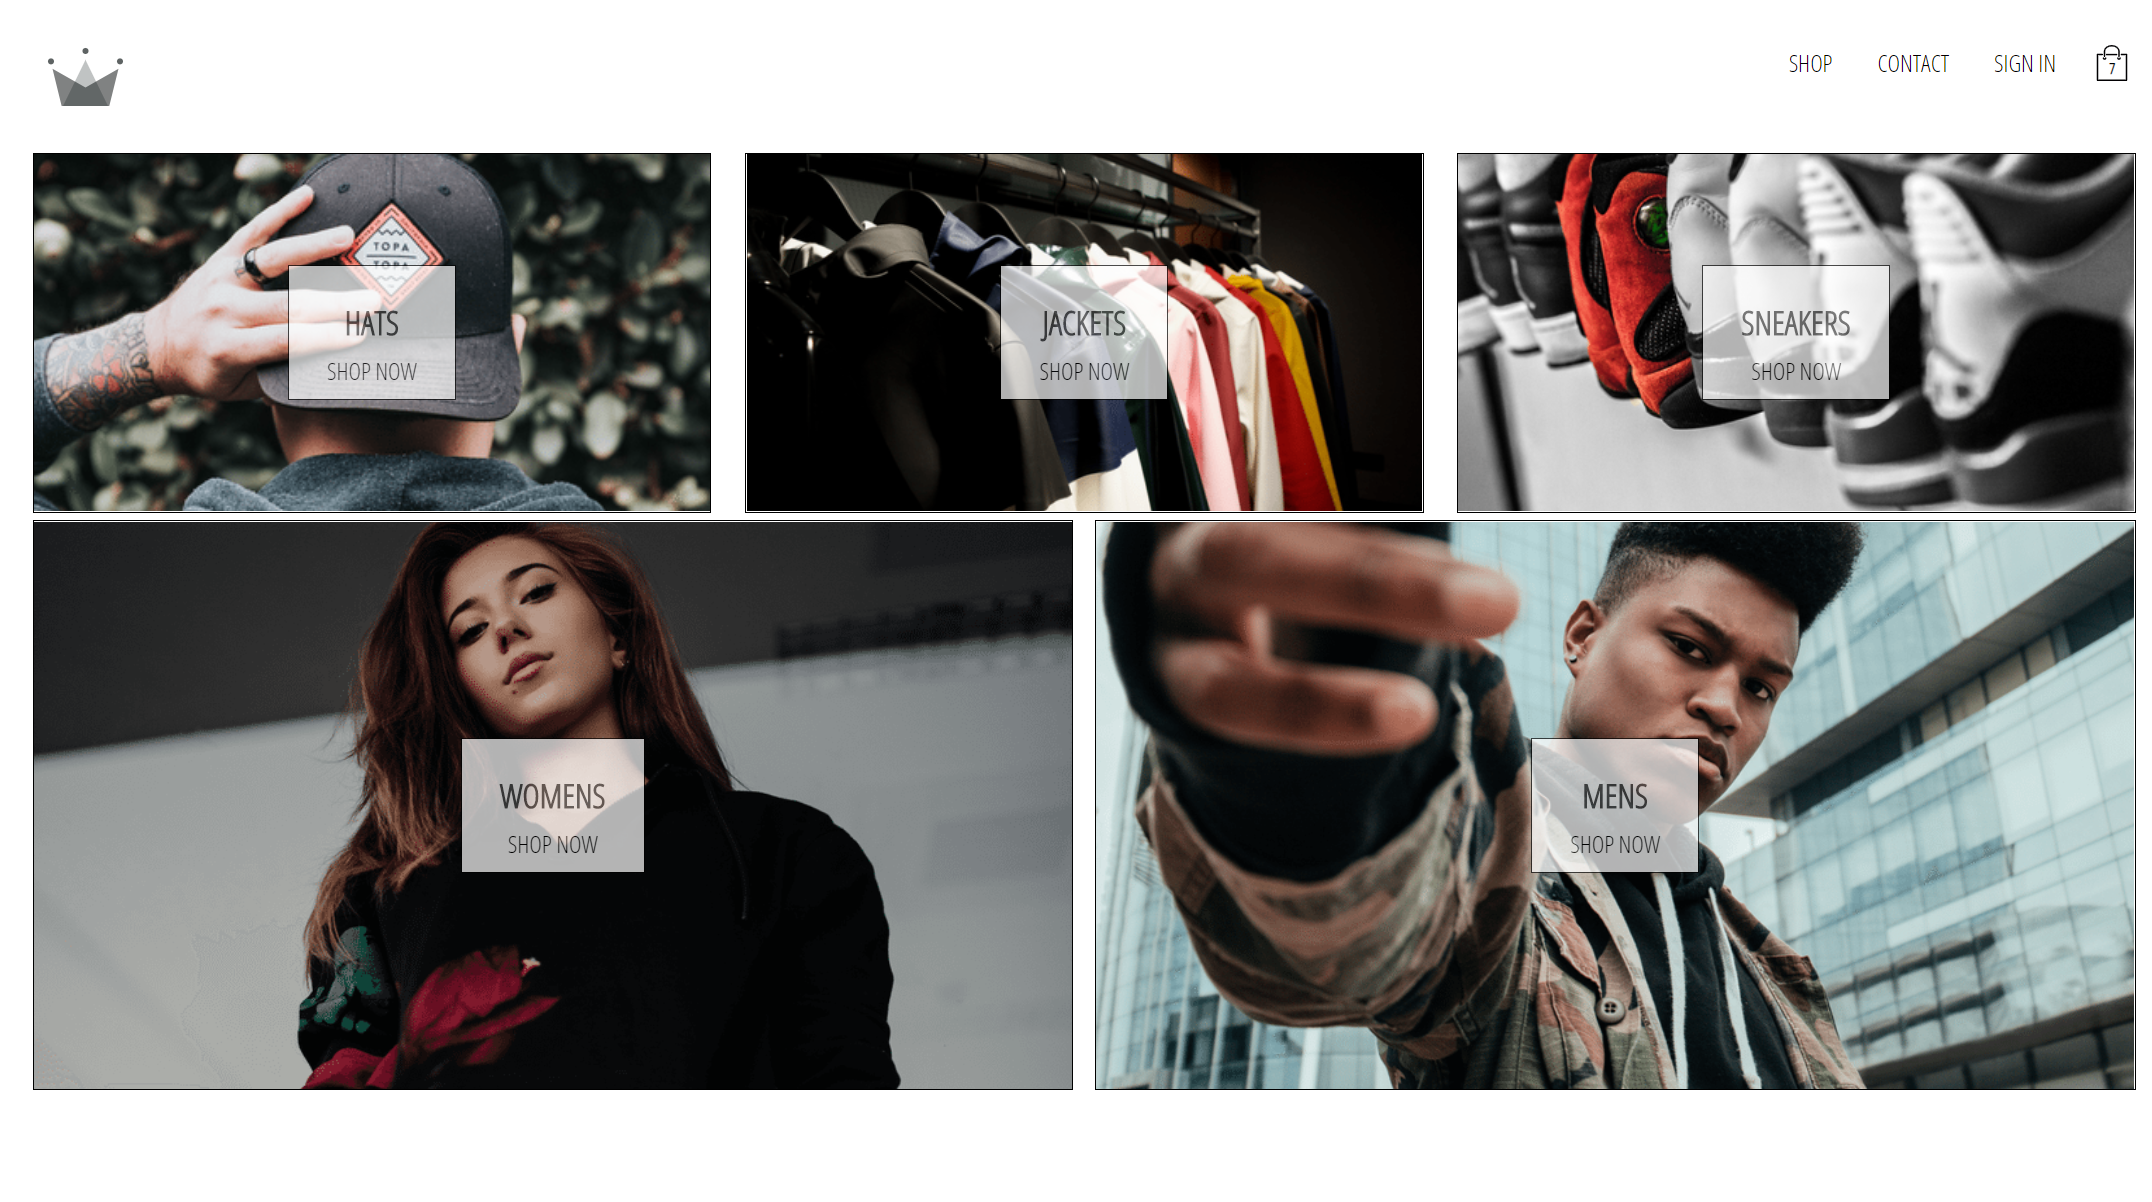 SHOP CONTACT SIGN IN 7
TOPA
TOPA
HATS
SHOP NOW
JACKETS
SHOP NOW
SNEAKERS
SHOP NOW
WOMENS
SHOP NOW
MENS
SHOP NOW